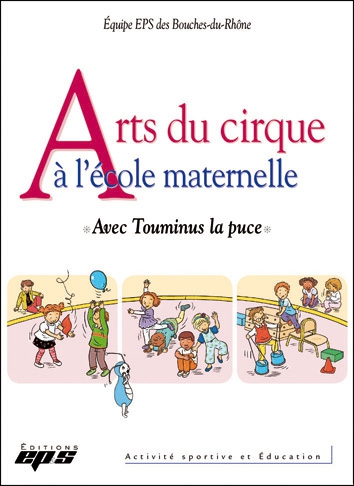 Équipe EPS des Bouches-du-Rhône
Arts du cirque
à l'école maternelle
*Avec Touminus la puce*
ÉDITIONS
eps
Activité sportive et Éducation